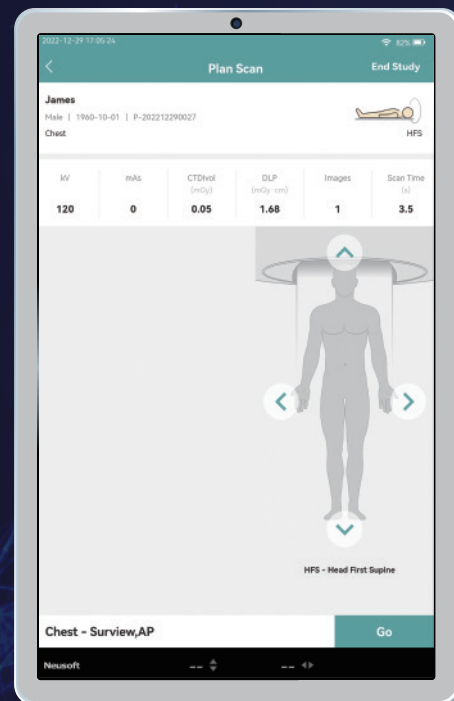 2022-12-29 17:05:24 82%
Plan Scan End Study
James
Male | 1960-10-01 | P-202212290027
Chest HFS
kV mAs CTDIvol (mGy) DLP (mGy·cm) Images Scan Time (s)
120 0 0.05 1.68 1 3.5
HFS - Head First Supine
Chest - Surview,AP Go
Neusoft -- --